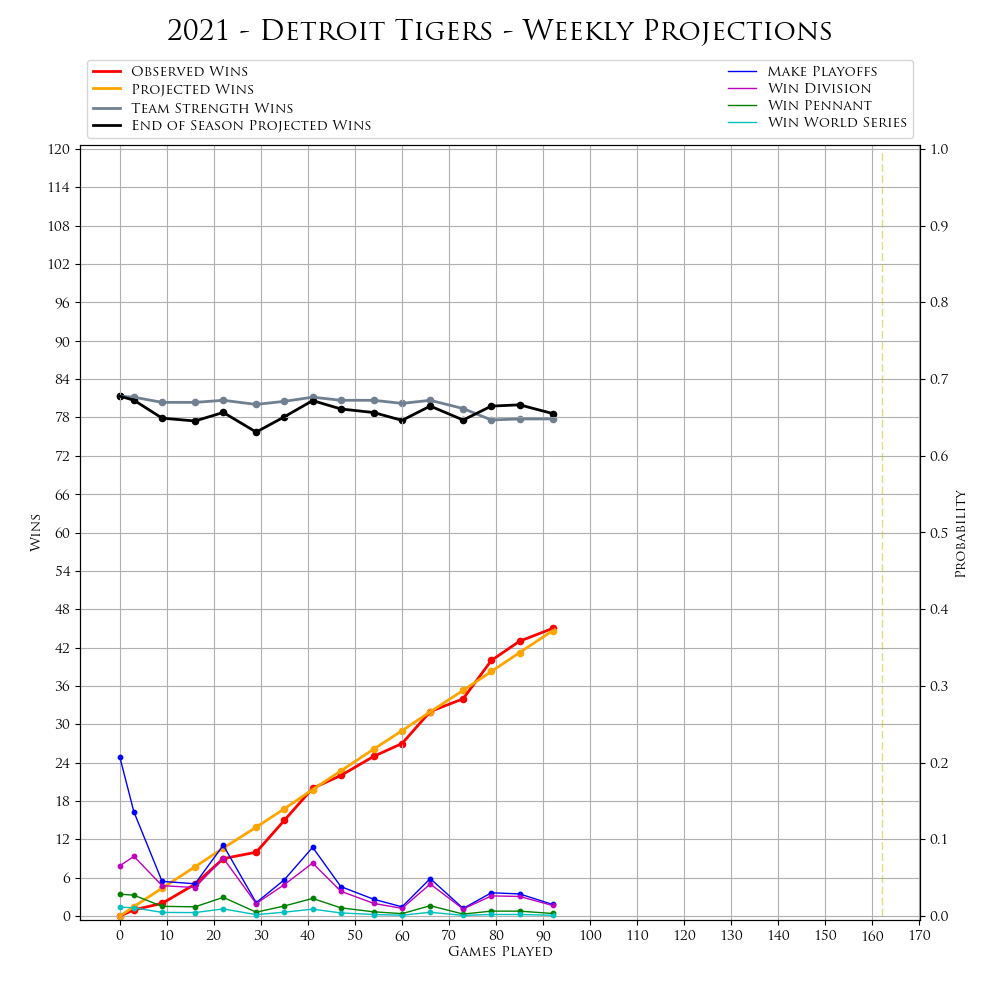 2021 - Detroit Tigers - Weekly Projections
Observed Wins
Projected Wins
Team Strength Wins
End of Season Projected Wins
Make Playoffs
Win Division
Win Pennant
Win World Series
120
114
108
102
96
90
84
78
72
66
60
54
48
42
36
30
24
18
12
6
0
Wins
1.0
0.9
0.8
0.7
0.6
0.5
0.4
0.3
0.2
0.1
0.0
Probability
0 10 20 30 40 50 60 70 80 90 100 110 120 130 140 150 160 170
Games Played